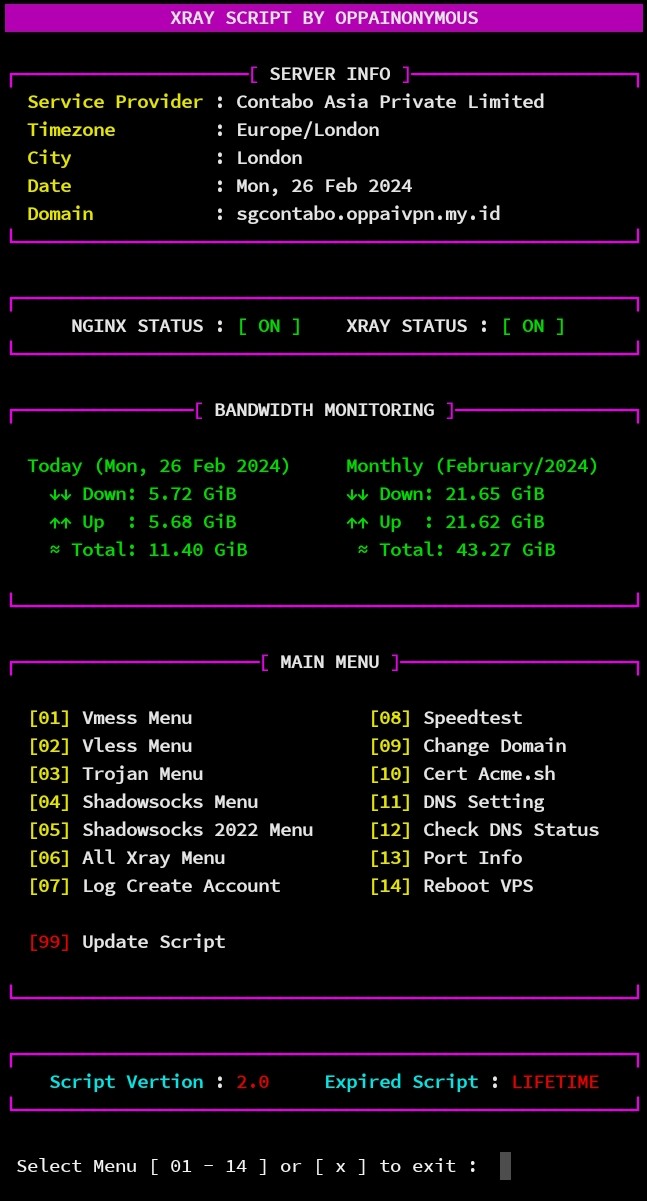 XRAY SCRIPT BY OPPAINONYMOUS
[ SERVER INFO ]
Service Provider : Contabo Asia Private Limited
Timezone : Europe/London
City : London
Date : Mon, 26 Feb 2024
Domain : sgcontabo.oppaivpn.my.id
NGINX STATUS : [ ON ] XRAY STATUS : [ ON ]
[ BANDWIDTH MONITORING ]
Today (Mon, 26 Feb 2024) Monthly (February/2024)
↓↓ Down: 5.72 GiB ↓↓ Down: 21.65 GiB
↑↑ Up : 5.68 GiB ↑↑ Up : 21.62 GiB
≈ Total: 11.40 GiB ≈ Total: 43.27 GiB
[ MAIN MENU ]
[01] Vmess Menu [08] Speedtest
[02] Vless Menu [09] Change Domain
[03] Trojan Menu [10] Cert Acme.sh
[04] Shadowsocks Menu [11] DNS Setting
[05] Shadowsocks 2022 Menu [12] Check DNS Status
[06] All Xray Menu [13] Port Info
[07] Log Create Account [14] Reboot VPS
[99] Update Script
Script Vertion : 2.0 Expired Script : LIFETIME
Select Menu [ 01 - 14 ] or [ x ] to exit :